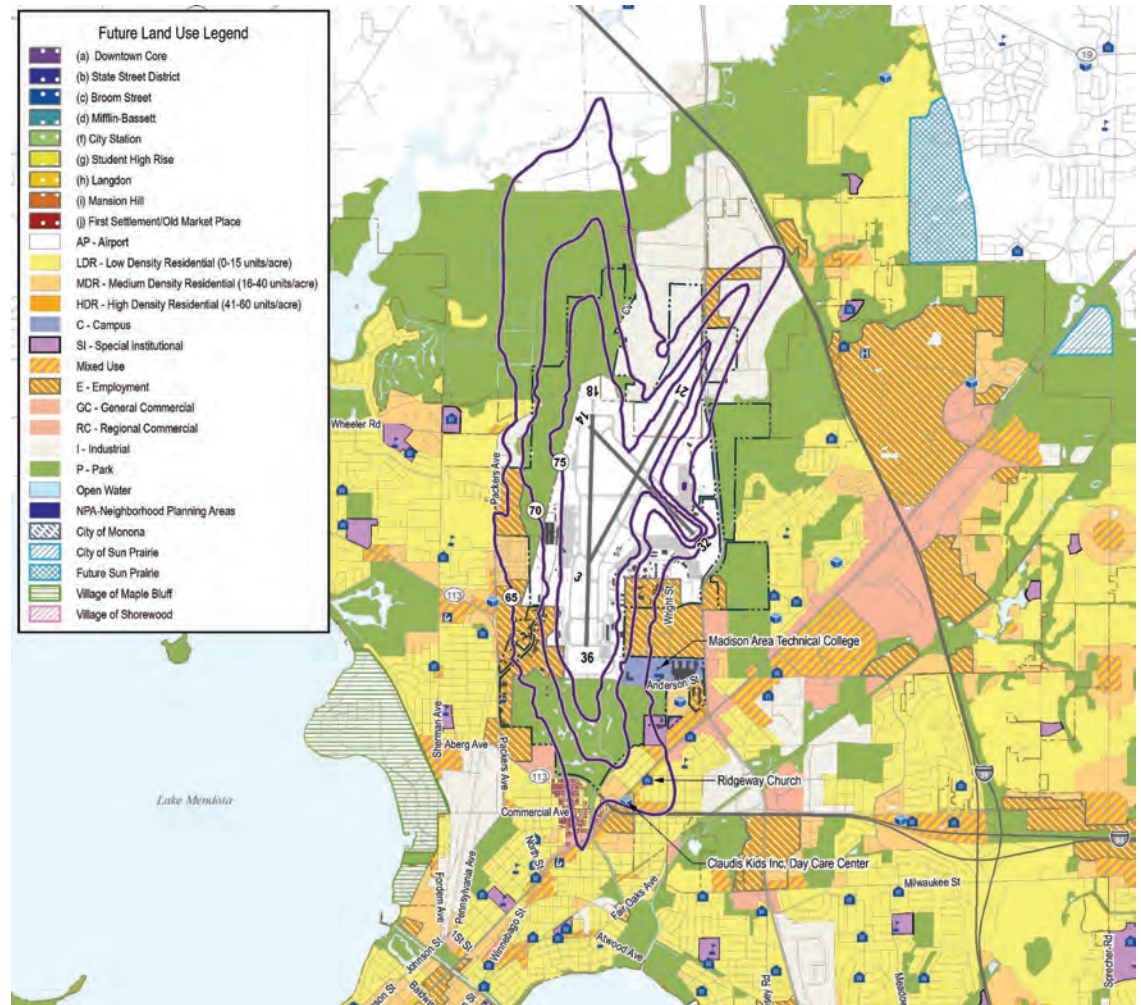 Future Land Use Legend
(a) Downtown Core
(b) State Street District
(c) Broom Street
(d) Mifflin-Bassett
(f) City Station
(g) Student High Rise
(h) Langdon
(i) Mansion Hill
(j) First Settlement/Old Market Place
AP - Airport
LDR - Low Density Residential (0-15 units/acre)
MDR - Medium Density Residential (16-40 units/acre)
HDR - High Density Residential (41-60 units/acre)
C - Campus
SI - Special Institutional
Mixed Use
E - Employment
GC - General Commercial
RC - Regional Commercial
I - Industrial
P - Park
Open Water
NPA-Neighborhood Planning Areas
City of Monona
City of Sun Prairie
Future Sun Prairie
Village of Maple Bluff
Village of Shorewood
19
H
CV
18
14
21
Wheeler Rd
Packers Ave
75
70
65
32
3
36
113
Wright St
Madison Area Technical College
Anderson St
Sherman Ave
Aberg Ave
Packers Ave
113
Ridgeway Church
Lake Mendota
Commercial Ave
North St
Claudis Kids Inc, Day Care Center
Fordem Ave
Pennsylvania Ave
Fair Oaks Ave
Milwaukee St
Winnebago St
1St St
Johnson St
Atwood Ave
Sprecher Rd